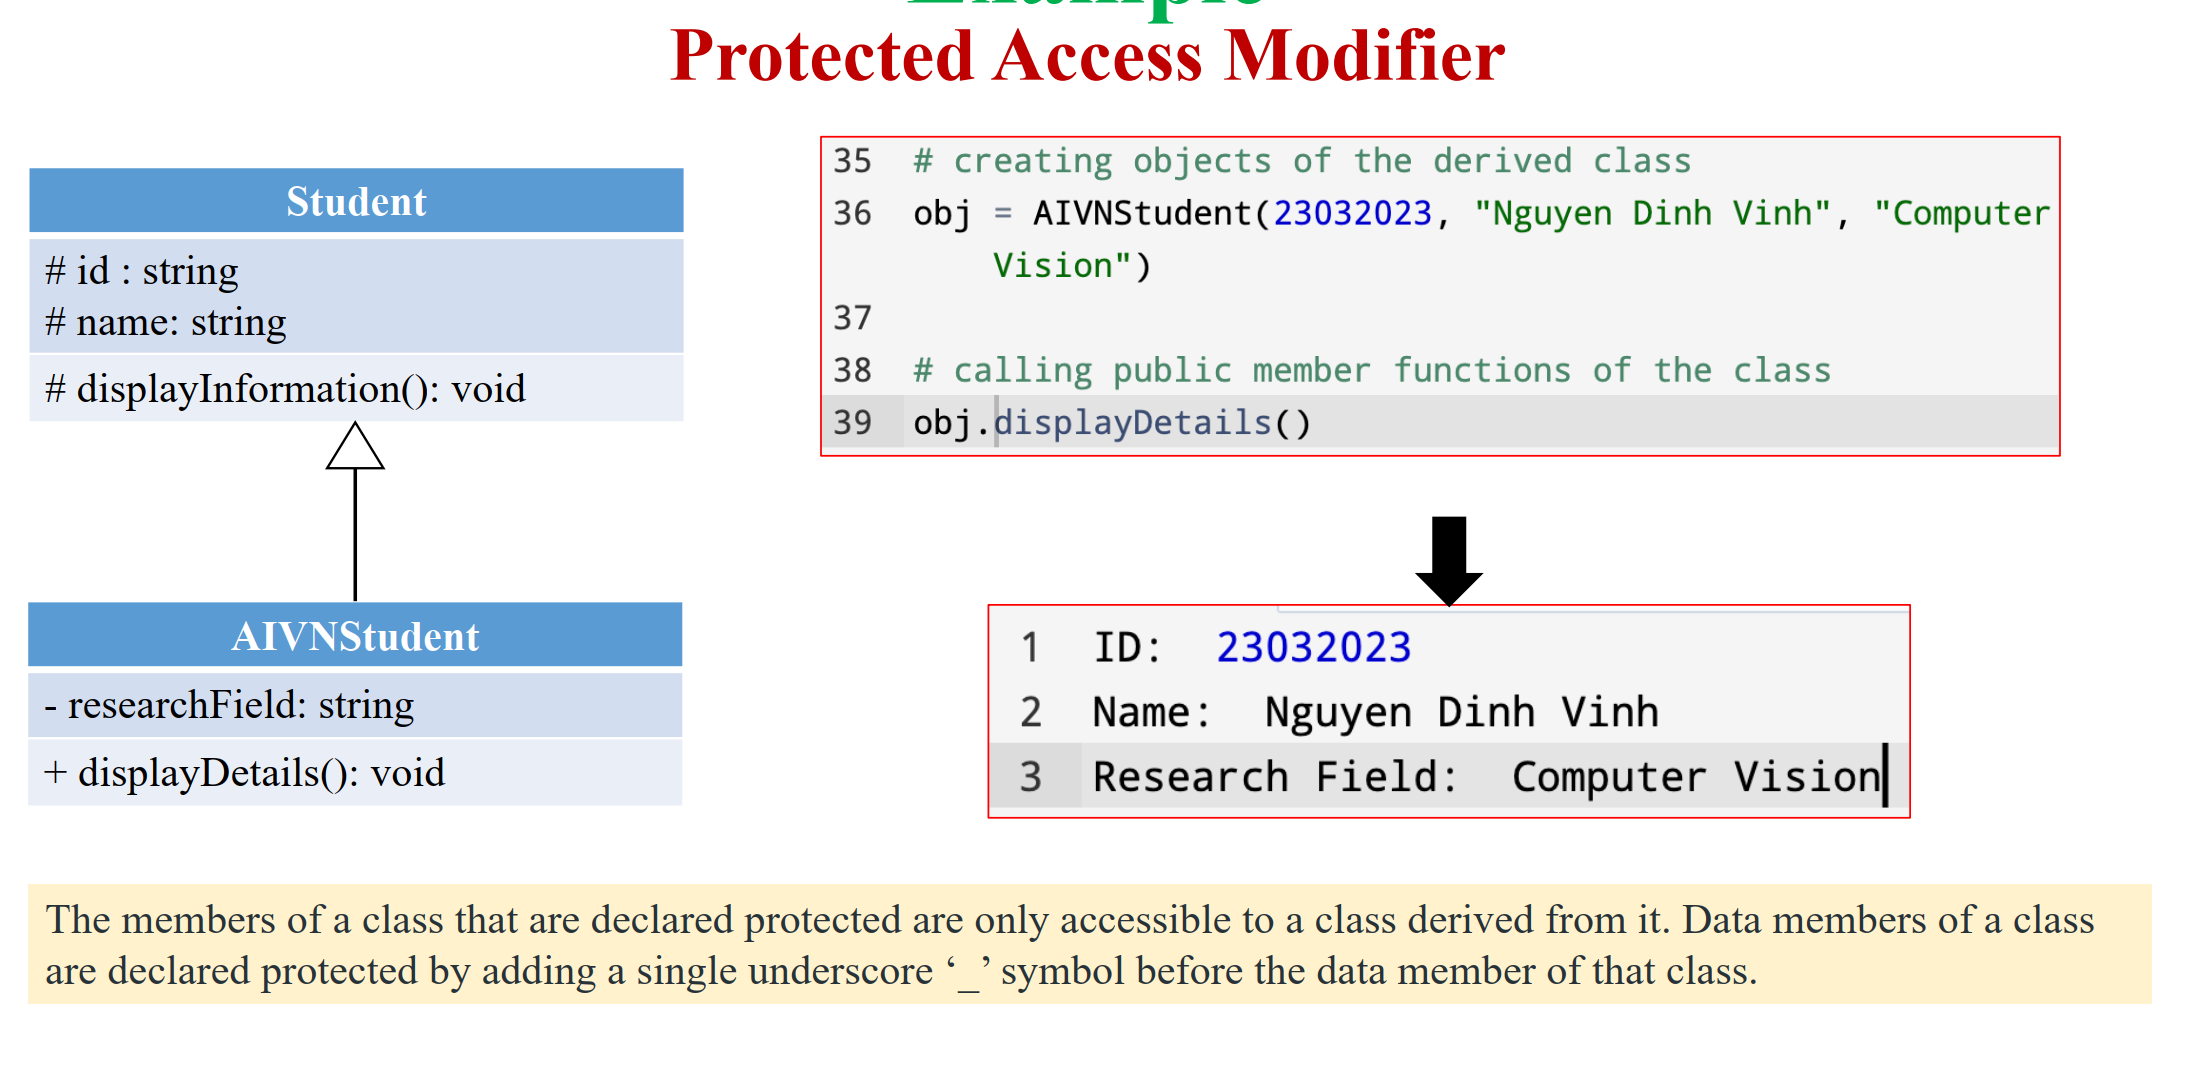 Example
Protected Access Modifier
Student
# id : string
# name: string
# displayInformation(): void
AIVNStudent
- researchField: string
+ displayDetails(): void
35 # creating objects of the derived class
36 obj = AIVNStudent(23032023, "Nguyen Dinh Vinh", "Computer
Vision")
37
38 # calling public member functions of the class
39 obj.displayDetails()
1 ID:  23032023
2 Name:  Nguyen Dinh Vinh
3 Research Field:  Computer Vision
The members of a class that are declared protected are only accessible to a class derived from it. Data members of a class
are declared protected by adding a single underscore ‘_’ symbol before the data member of that class.